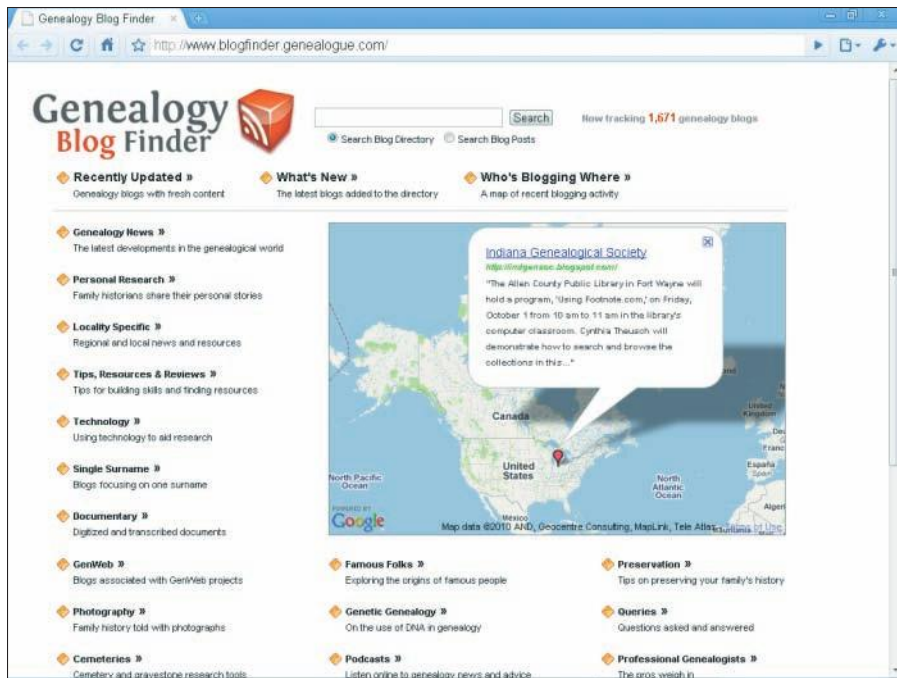 Genealogy Blog Finder
http://www.blogfinder.genealogue.com/
Genealogy
Blog Finder
Search
Now tracking 1,671 genealogy blogs
Search Blog Directory
Search Blog Posts
Recently Updated »
Genealogy blogs with fresh content
What's New »
The latest blogs added to the directory
Who's Blogging Where »
A map of recent blogging activity
Genealogy News »
The latest developments in the genealogical world
Personal Research »
Family historians share their personal stories
Locality Specific »
Regional and local news and resources
Tips, Resources & Reviews »
Tips for building skills and finding resources
Technology »
Using technology to aid research
Single Surname »
Blogs focusing on one surname
Documentary »
Digitized and transcribed documents
GenWeb »
Blogs associated with GenWeb projects
Photography »
Family history told with photographs
Cemeteries »
Cemetery and gravestone research tools
Indiana Genealogical Society
http://indgensoc.blogspot.com/
"The Allen County Public Library in Fort Wayne will
hold a program, 'Using Footnote.com,' on Friday,
October 1 from 10 am to 11 am in the library's
computer classroom. Cynthia Theusch will
demonstrate how to search and browse the
collections in this..."
Canada
United
Kingdom
Franc
España
Spain
Alger
North Pacific
Ocean
United
States
North
Atlantic
Ocean
Mexico
POWERED BY
Google
Map data ©2010 AND, Geocentre Consulting, MapLink, Tele Atlas - Terms of Use
Famous Folks »
Exploring the origins of famous people
Genetic Genealogy »
On the use of DNA in genealogy
Podcasts »
Listen online to genealogy news and advice
Preservation »
Tips on preserving your family's history
Queries »
Questions asked and answered
Professional Genealogists »
The pros weigh in